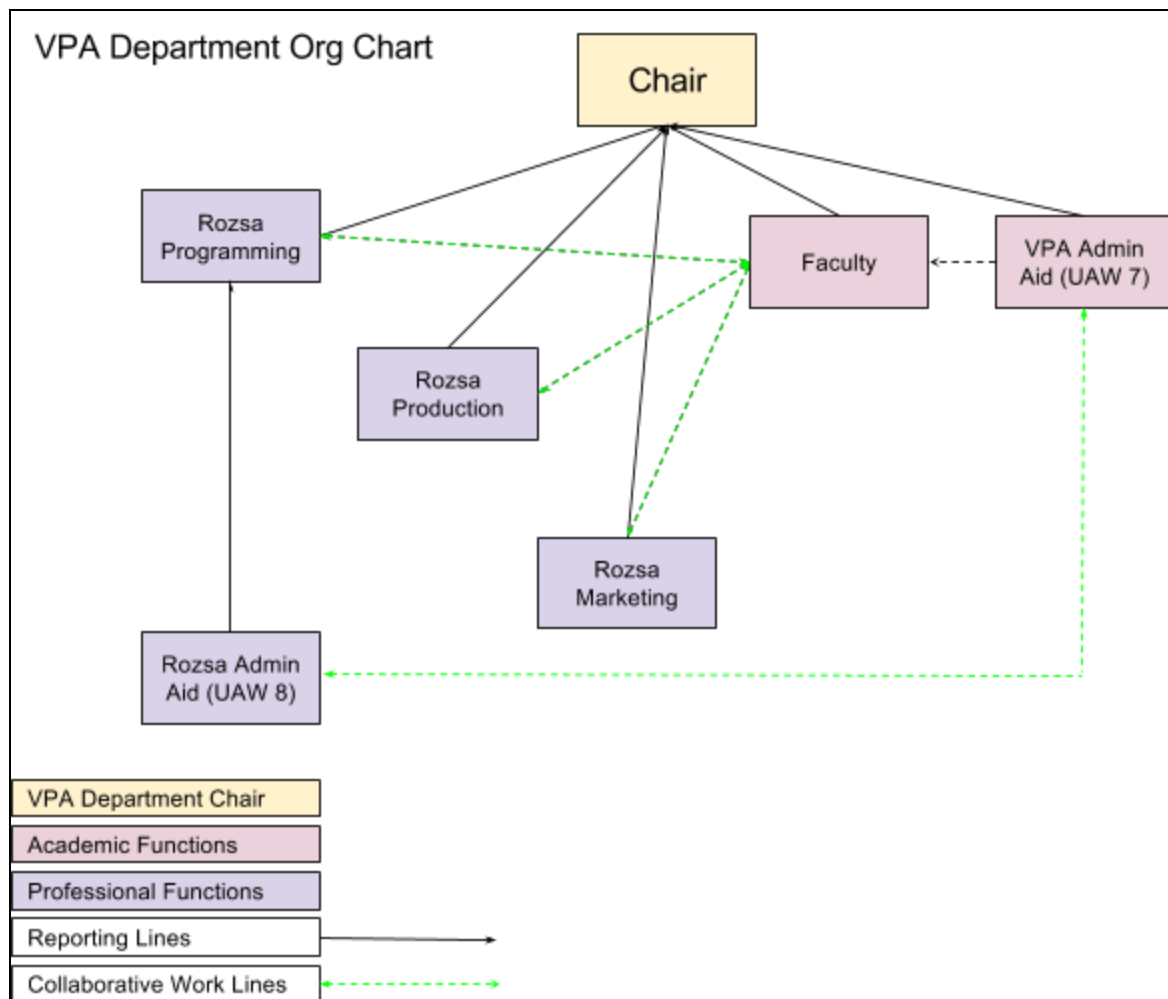 VPA Department Org Chart
Chair
Rozsa
Programming
Faculty
VPA Admin
Aid (UAW 7)
Rozsa
Production
Rozsa
Marketing
Rozsa Admin
Aid (UAW 8)
VPA Department Chair
Academic Functions
Professional Functions
Reporting Lines
Collaborative Work Lines